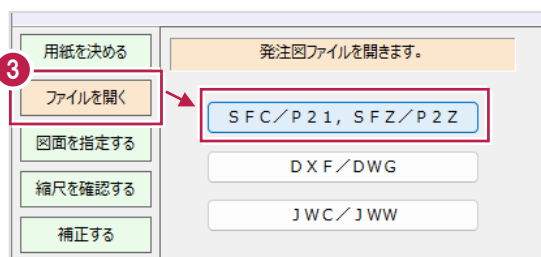 用紙を決める
発注図ファイルを開きます。
3
ファイルを開く
SFC／P21，SFZ／P2Z
図面を指定する
DXF／DWG
縮尺を確認する
JWC／JWW
補正する